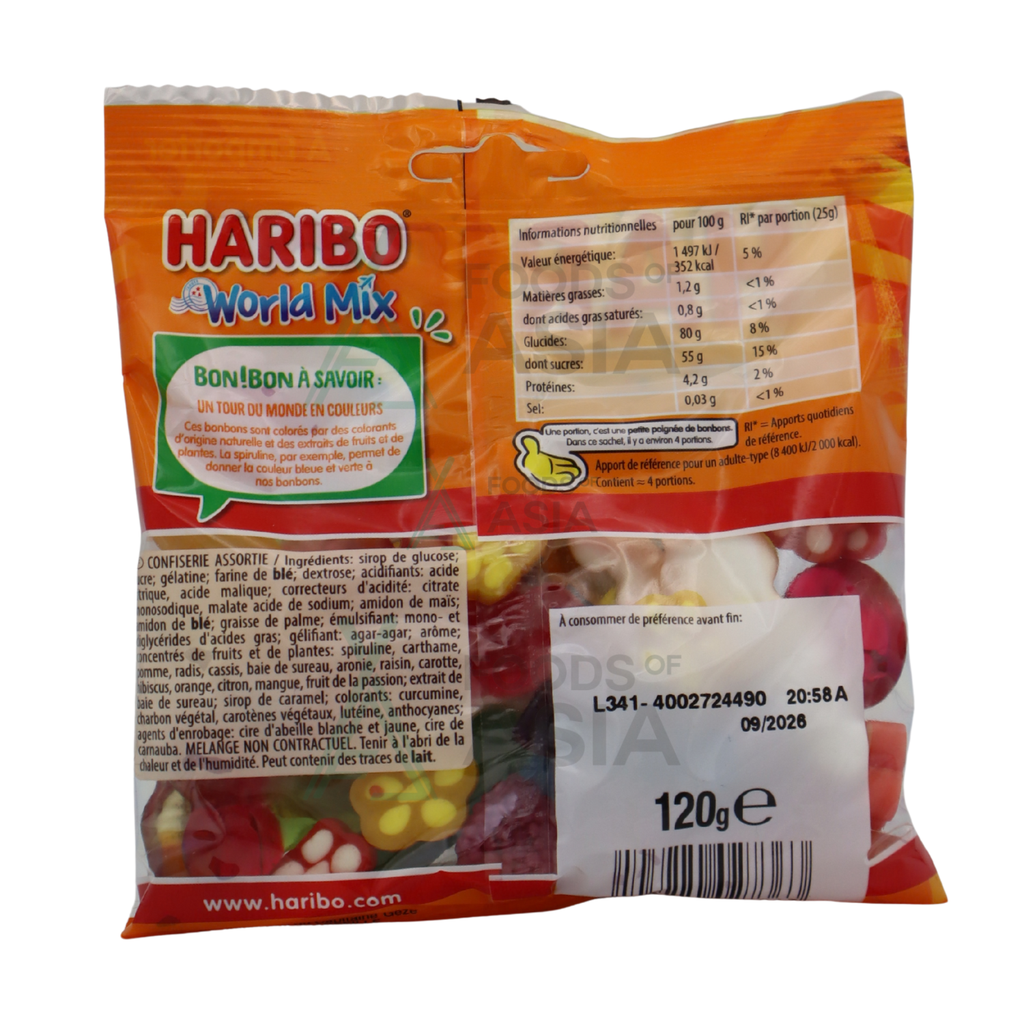 HARIBO®
World Mix
BON!BON À SAVOIR :
UN TOUR DU MONDE EN COULEURS
Ces bonbons sont colorés par des colorants
d'origine naturelle et des extraits de fruits et de
plantes. La spiruline, par exemple, permet de
donner la couleur bleue et verte à
nos bonbons.
Informations nutritionnelles pour 100 g RI* par portion (25g)
Valeur énergétique: 1 497 kJ / 5 %
352 kcal
Matières grasses: 1,2 g <1 %
dont acides gras saturés: 0,8 g <1 %
Glucides: 80 g 8 %
dont sucres: 55 g 15 %
Protéines: 4,2 g 2 %
Sel: 0,03 g <1 %
Une portion, c'est une petite poignée de bonbons.
Dans ce sachet, il y a environ 4 portions.
RI* = Apports quotidiens
de référence.
Apport de référence pour un adulte-type (8 400 kJ/2 000 kcal).
Contient ≈ 4 portions.
CONFISERIE ASSORTIE / Ingrédients: sirop de glucose;
gélatine; farine de blé; dextrose; acidifiants: acide
acide malique; correcteurs d'acidité: citrate
malate acide de sodium; amidon de maïs;
de blé; graisse de palme; émulsifiant: mono- et
d'acides gras; gélifiant: agar-agar; arôme;
de fruits et de plantes: spiruline, carthame,
radis, cassis, baie de sureau, aronie, raisin, carotte,
orange, citron, mangue, fruit de la passion; extrait de
baie de sureau; sirop de caramel; colorants: curcumine,
charbon végétal, carotènes végétaux, lutéine, anthocyanes;
agents d'enrobage: cire d'abeille blanche et jaune, cire de
carnauba. MELANGE NON CONTRACTUEL. Tenir à l'abri de la
chaleur et de l'humidité. Peut contenir des traces de lait.
À consommer de préférence avant fin:
L341- 4002724490 20:58 A
09/2026
120g e
www.haribo.com
FOODS OF
ASIA
FOODS OF
ASIA
FOODS OF
ASIA